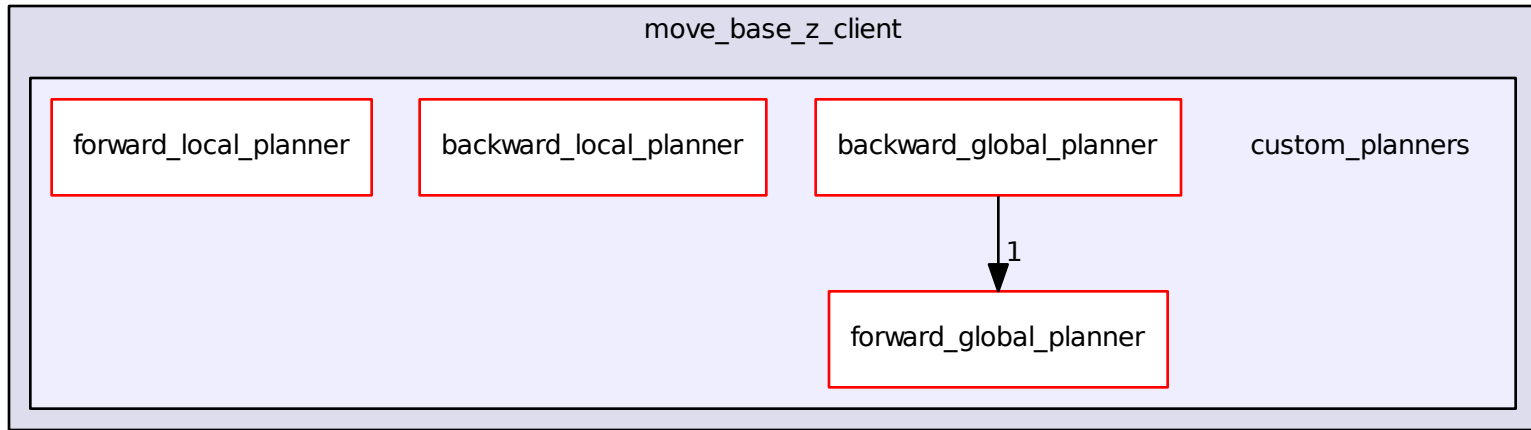 move_base_z_client
forward_local_planner
backward_local_planner
backward_global_planner
custom_planners
1
forward_global_planner